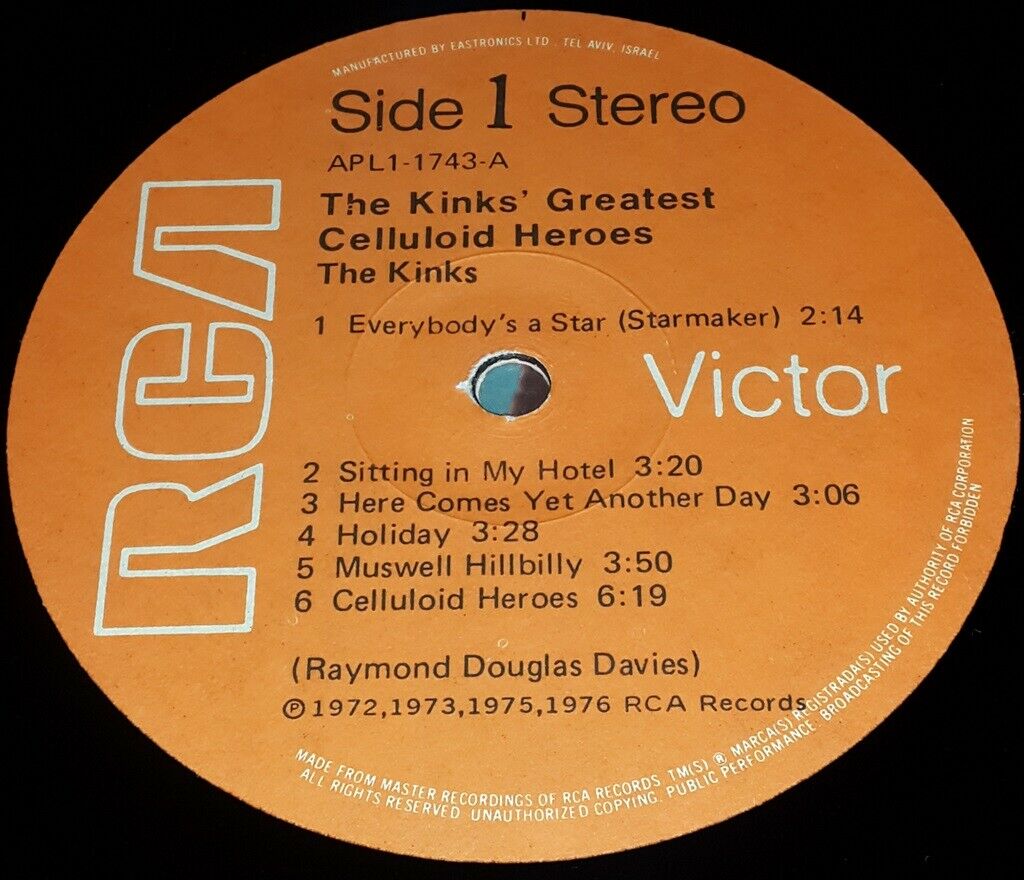 MANUFACTURED BY EASTRONICS LTD. TEL AVIV, ISRAEL
Side 1 Stereo
APL1-1743-A
The Kinks' Greatest
Celluloid Heroes
The Kinks
1 Everybody's a Star (Starmaker) 2:14
RCA
Victor
2 Sitting in My Hotel 3:20
3 Here Comes Yet Another Day 3:06
4 Holiday 3:28
5 Muswell Hillbilly 3:50
6 Celluloid Heroes 6:19
(Raymond Douglas Davies)
℗ 1972,1973,1975,1976 RCA Records
MADE FROM MASTER RECORDINGS OF RCA RECORDS TM(S) ® MARCA(S) REGISTRADA(S) USED BY AUTHORITY OF RCA CORPORATION
ALL RIGHTS RESERVED UNAUTHORIZED COPYING. PUBLIC PERFORMANCE. BROADCASTING OF THIS RECORD FORBIDDEN